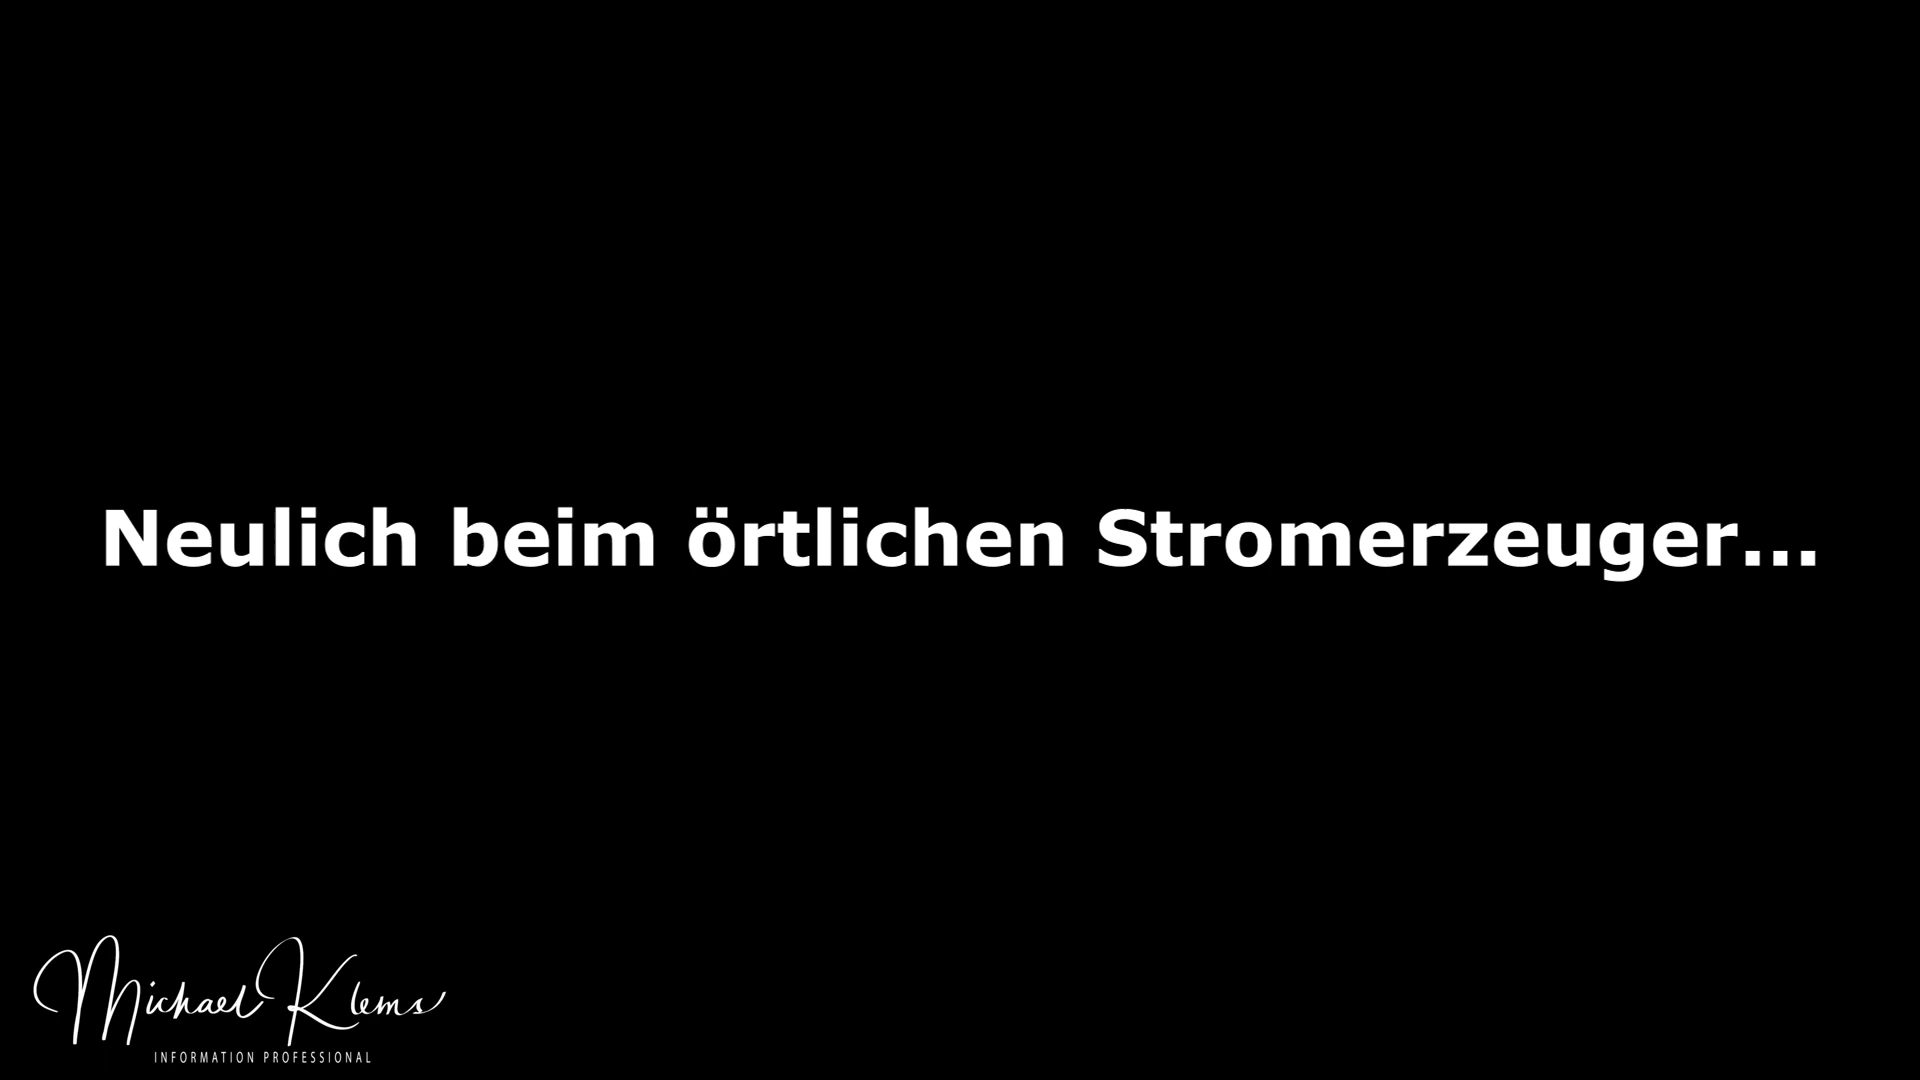 Neulich beim örtlichen Stromerzeuger...
Michael Klems
INFORMATION PROFESSIONAL